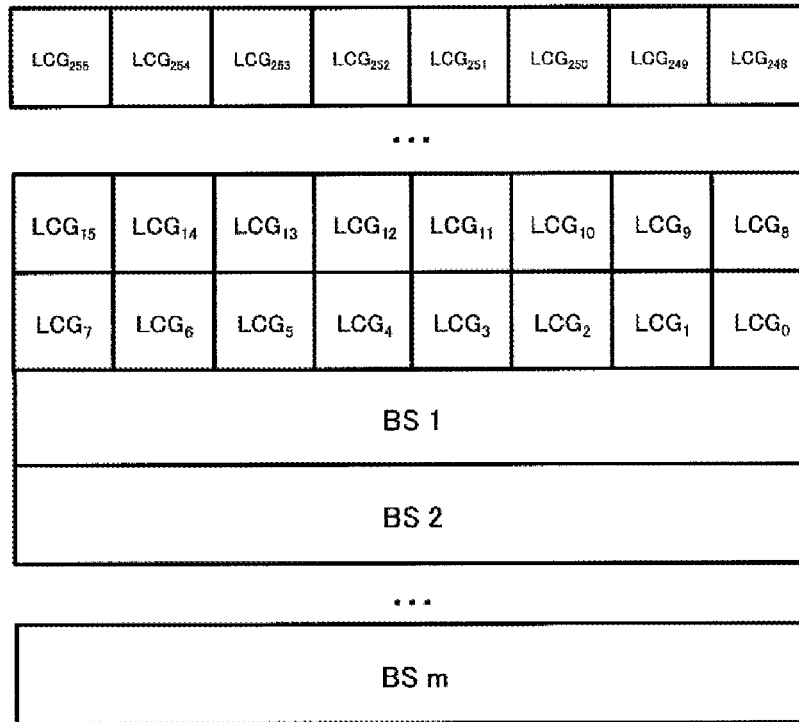 LCG255 LCG254 LCG253 LCG252 LCG251 LCG250 LCG249 LCG248
...
LCG15 LCG14 LCG13 LCG12 LCG11 LCG10 LCG9 LCG8
LCG7 LCG6 LCG5 LCG4 LCG3 LCG2 LCG1 LCG0
BS 1
BS 2
...
BS m